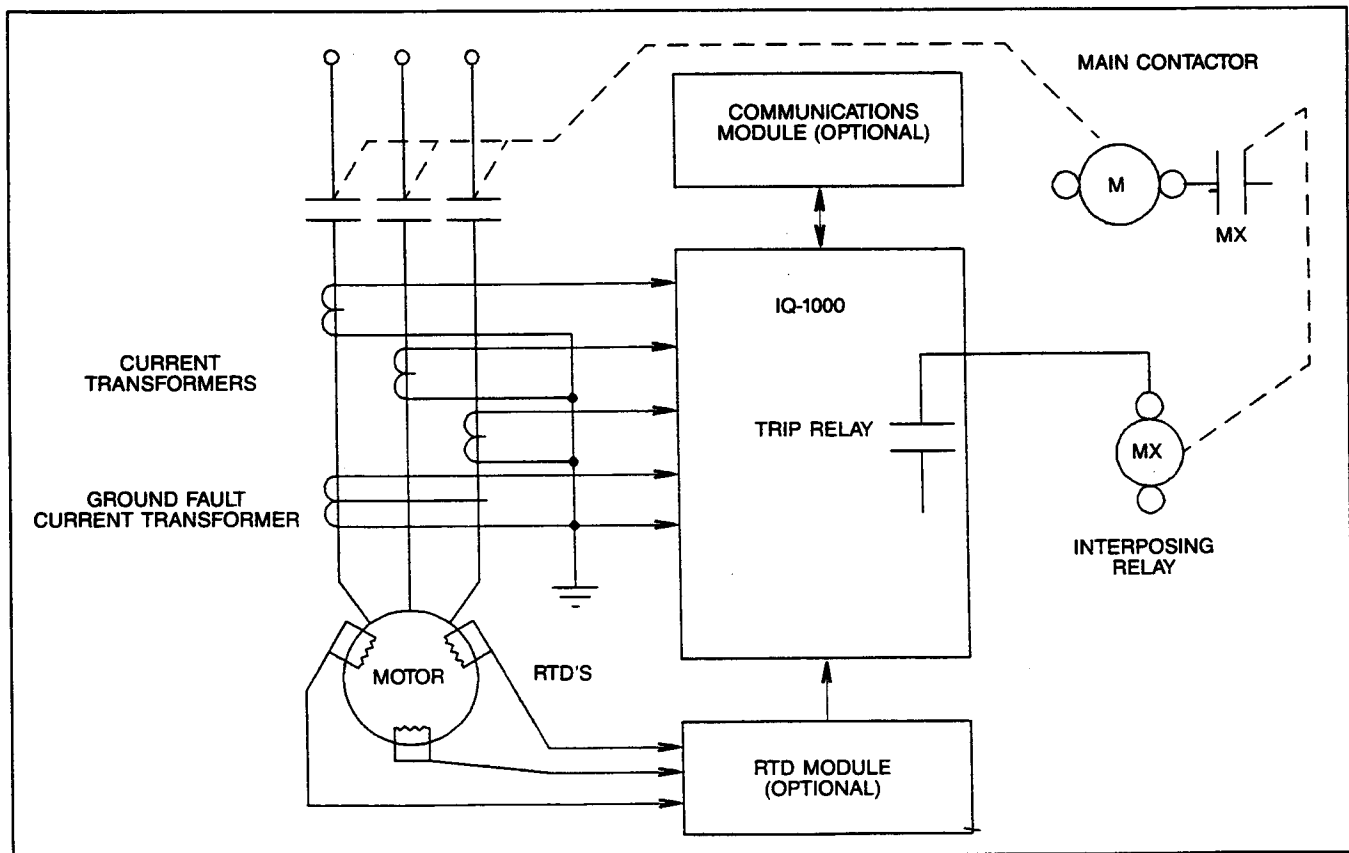 MAIN CONTACTOR
COMMUNICATIONS
MODULE (OPTIONAL)
M
MX
IQ-1000
CURRENT
TRANSFORMERS
TRIP RELAY
MX
GROUND FAULT
CURRENT TRANSFORMER
INTERPOSING
RELAY
MOTOR
RTD'S
RTD MODULE
(OPTIONAL)